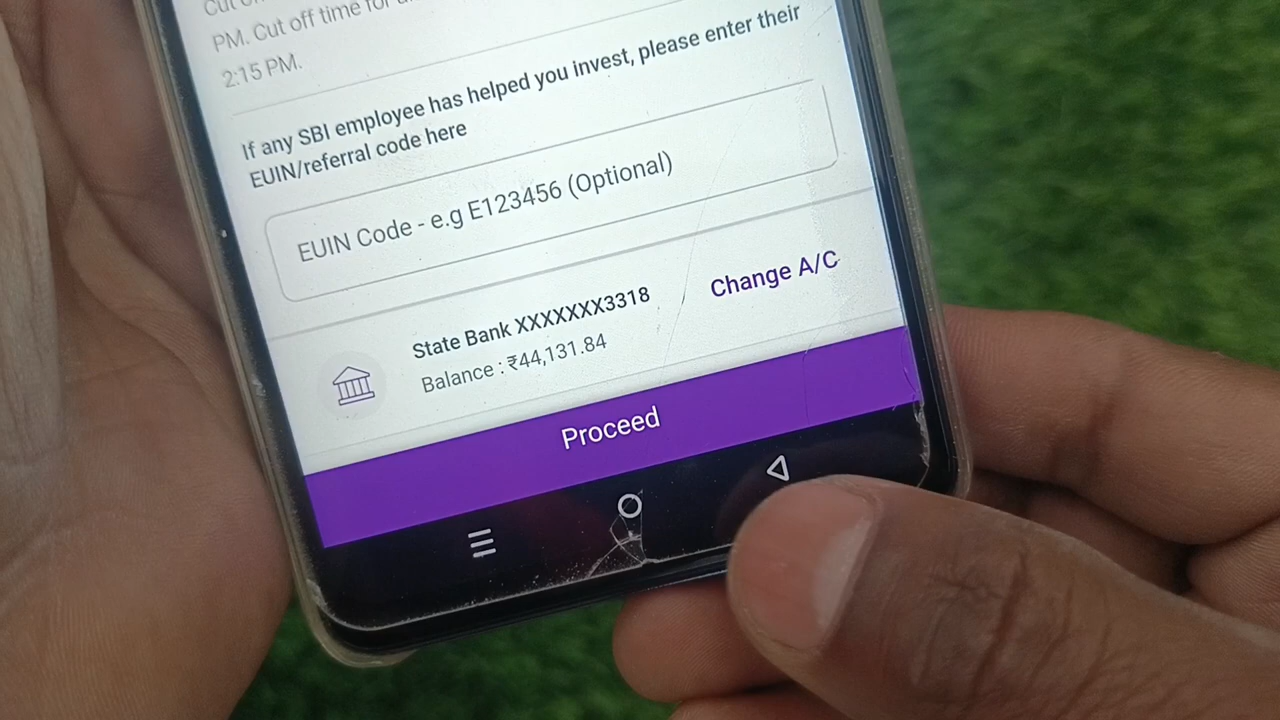 PM. Cut off time for
2:15 PM.
If any SBI employee has helped you invest, please enter their
EUIN/referral code here
EUIN Code - e.g E123456 (Optional)
State Bank XXXXXXX3318
Change A/C
Balance : ₹44,131.84
Proceed